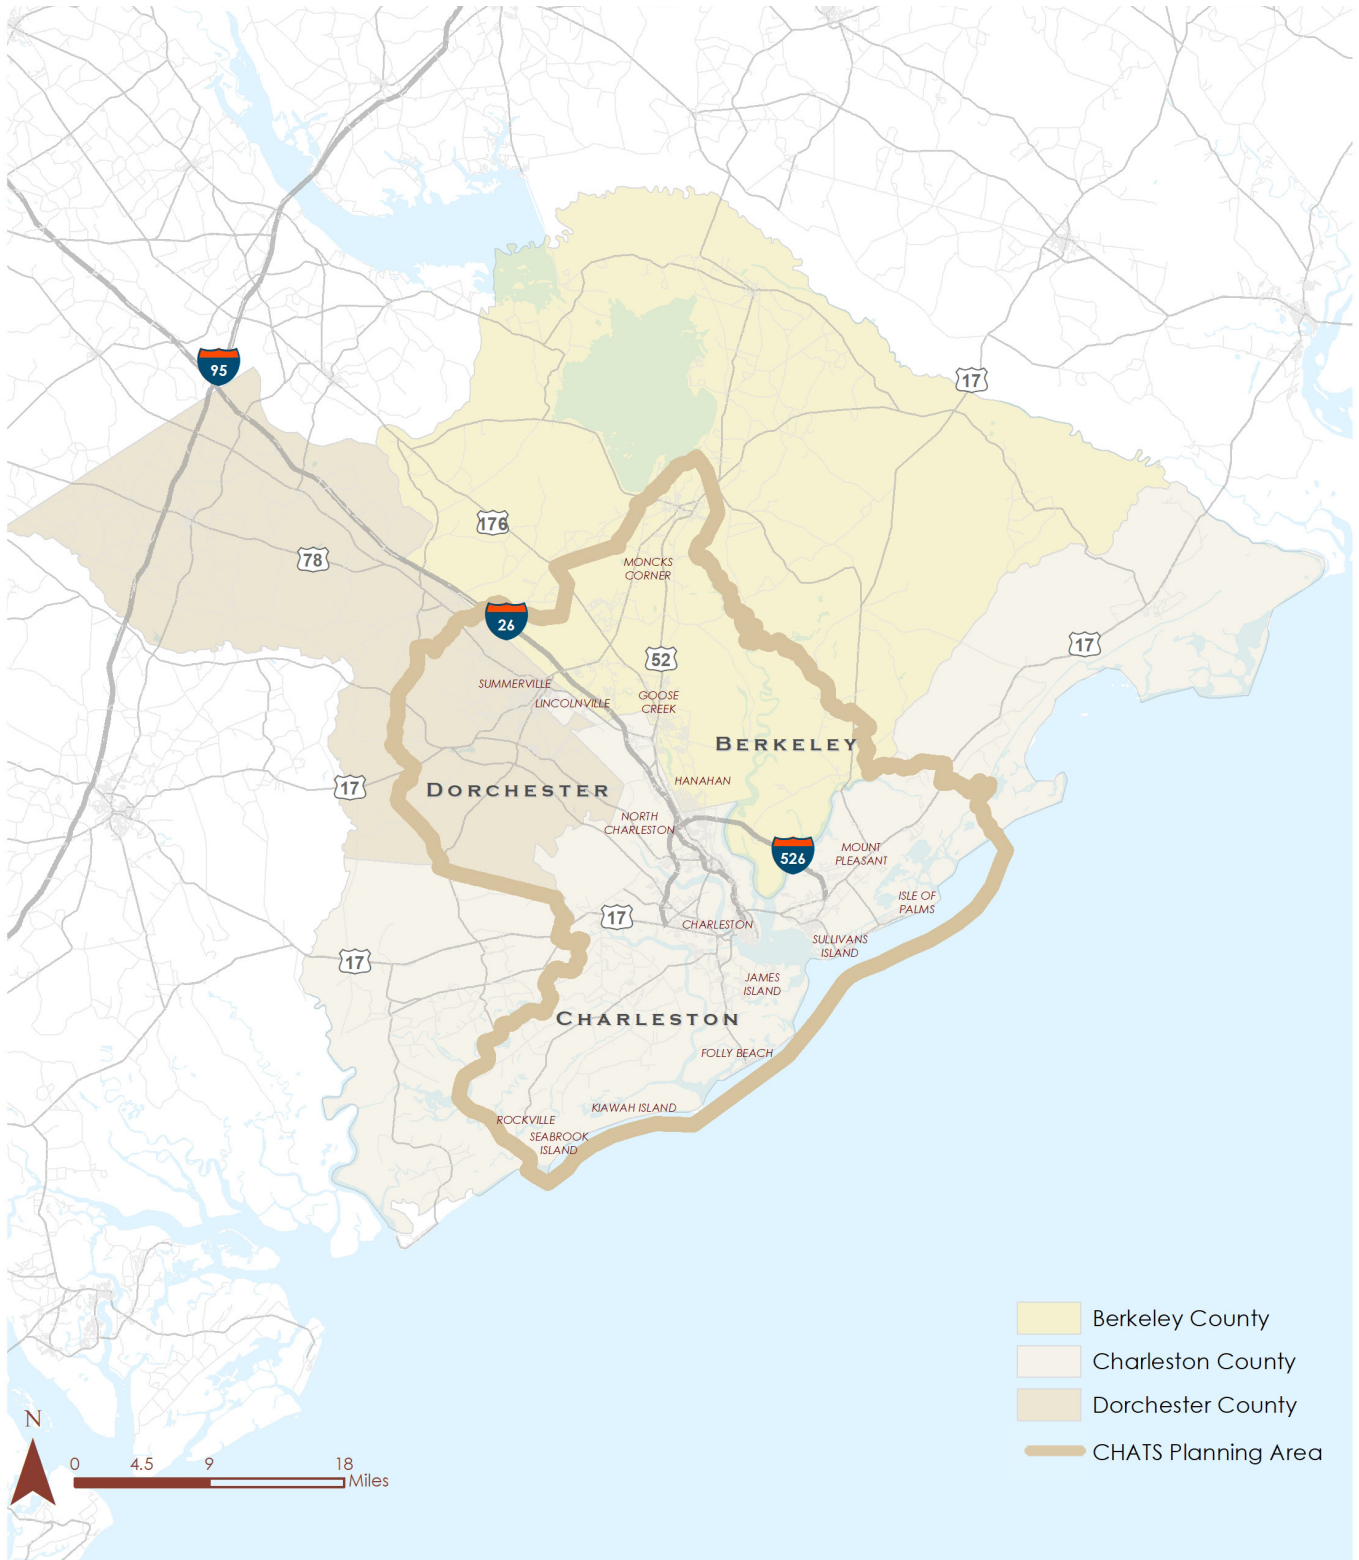 95
17
176
78
MONCKS
CORNER
26
17
52
SUMMERVILLE
LINCOLNVILLE
GOOSE
CREEK
BERKELEY
HANAHAN
17
DORCHESTER
NORTH
CHARLESTON
526
MOUNT
PLEASANT
ISLE OF
PALMS
17
CHARLESTON
SULLIVANS
ISLAND
17
JAMES
ISLAND
CHARLESTON
FOLLY BEACH
KIAWAH ISLAND
ROCKVILLE
SEABROOK
ISLAND
Berkeley County
Charleston County
Dorchester County
CHATS Planning Area
N
0 4.5 9 18
Miles